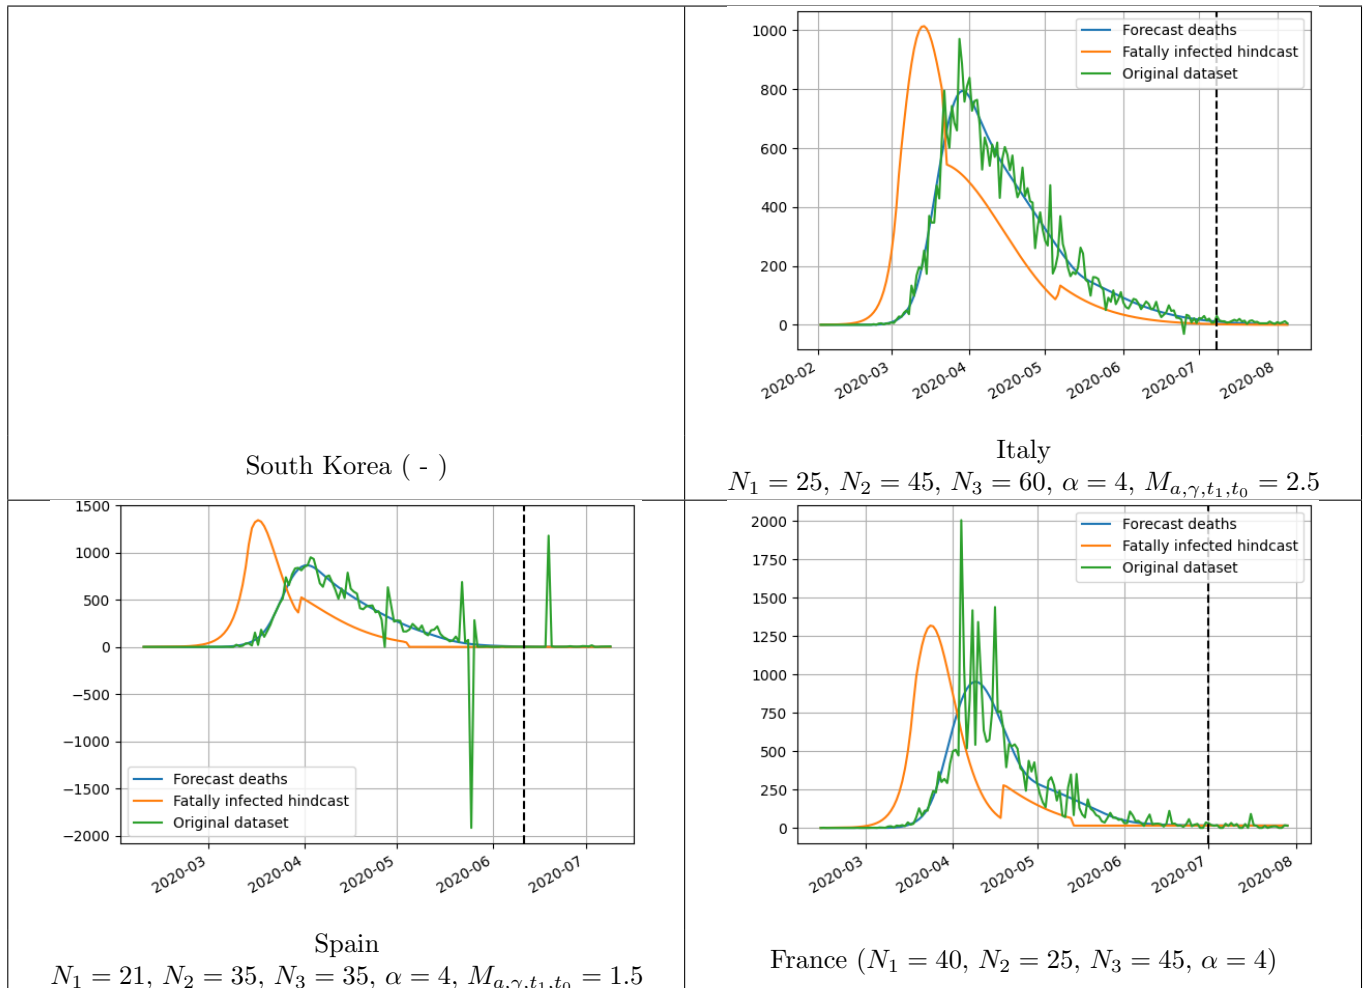 1000
800
600
400
200
0
Forecast deaths
Fatally infected hindcast
Original dataset
2020-02
2020-03
2020-04
2020-05
2020-06
2020-07
2020-08
South Korea ( - )
Italy
N₁ = 25, N₂ = 45, N₃ = 60, α = 4, M_{a,γ,t₁,t₀} = 2.5
1500
1000
500
0
−500
−1000
−1500
−2000
Forecast deaths
Fatally infected hindcast
Original dataset
2020-03
2020-04
2020-05
2020-06
2020-07
Spain
N₁ = 21, N₂ = 35, N₃ = 35, α = 4, M_{a,γ,t₁,t₀} = 1.5
2000
1750
1500
1250
1000
750
500
250
0
Forecast deaths
Fatally infected hindcast
Original dataset
2020-03
2020-04
2020-05
2020-06
2020-07
2020-08
France (N₁ = 40, N₂ = 25, N₃ = 45, α = 4)